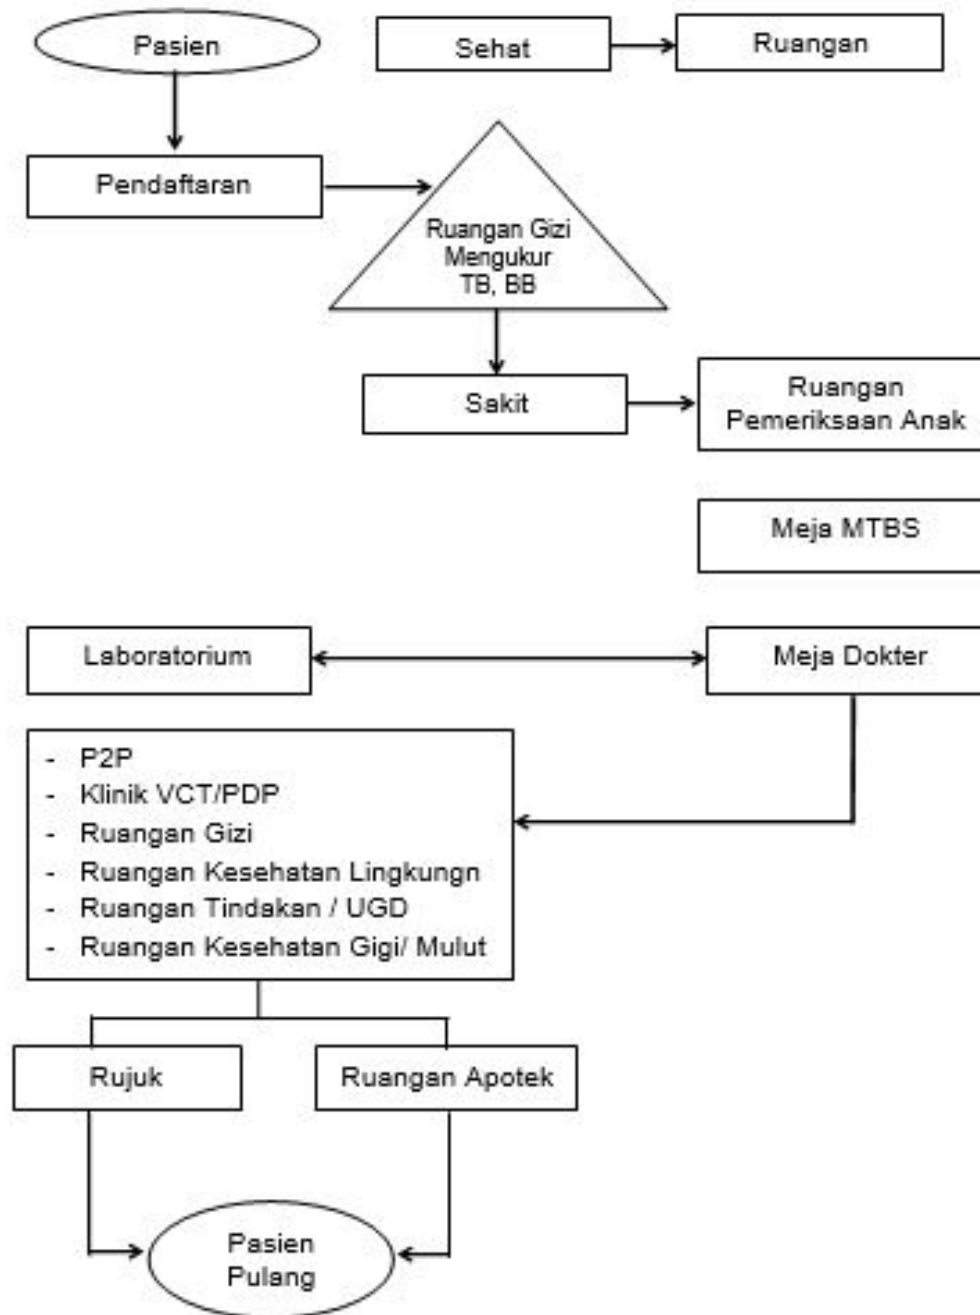 Pasien
Sehat
Ruangan
Pendaftaran
Ruangan Gizi
Mengukur
TB, BB
Sakit
Ruangan
Pemeriksaan Anak
Meja MTBS
Laboratorium
Meja Dokter
- P2P
- Klinik VCT/PDP
- Ruangan Gizi
- Ruangan Kesehatan Lingkungn
- Ruangan Tindakan / UGD
- Ruangan Kesehatan Gigi/ Mulut
Rujuk
Ruangan Apotek
Pasien
Pulang